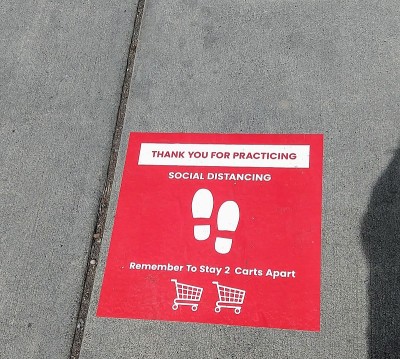 THANK YOU FOR PRACTICING
SOCIAL DISTANCING
Remember To Stay 2 Carts Apart